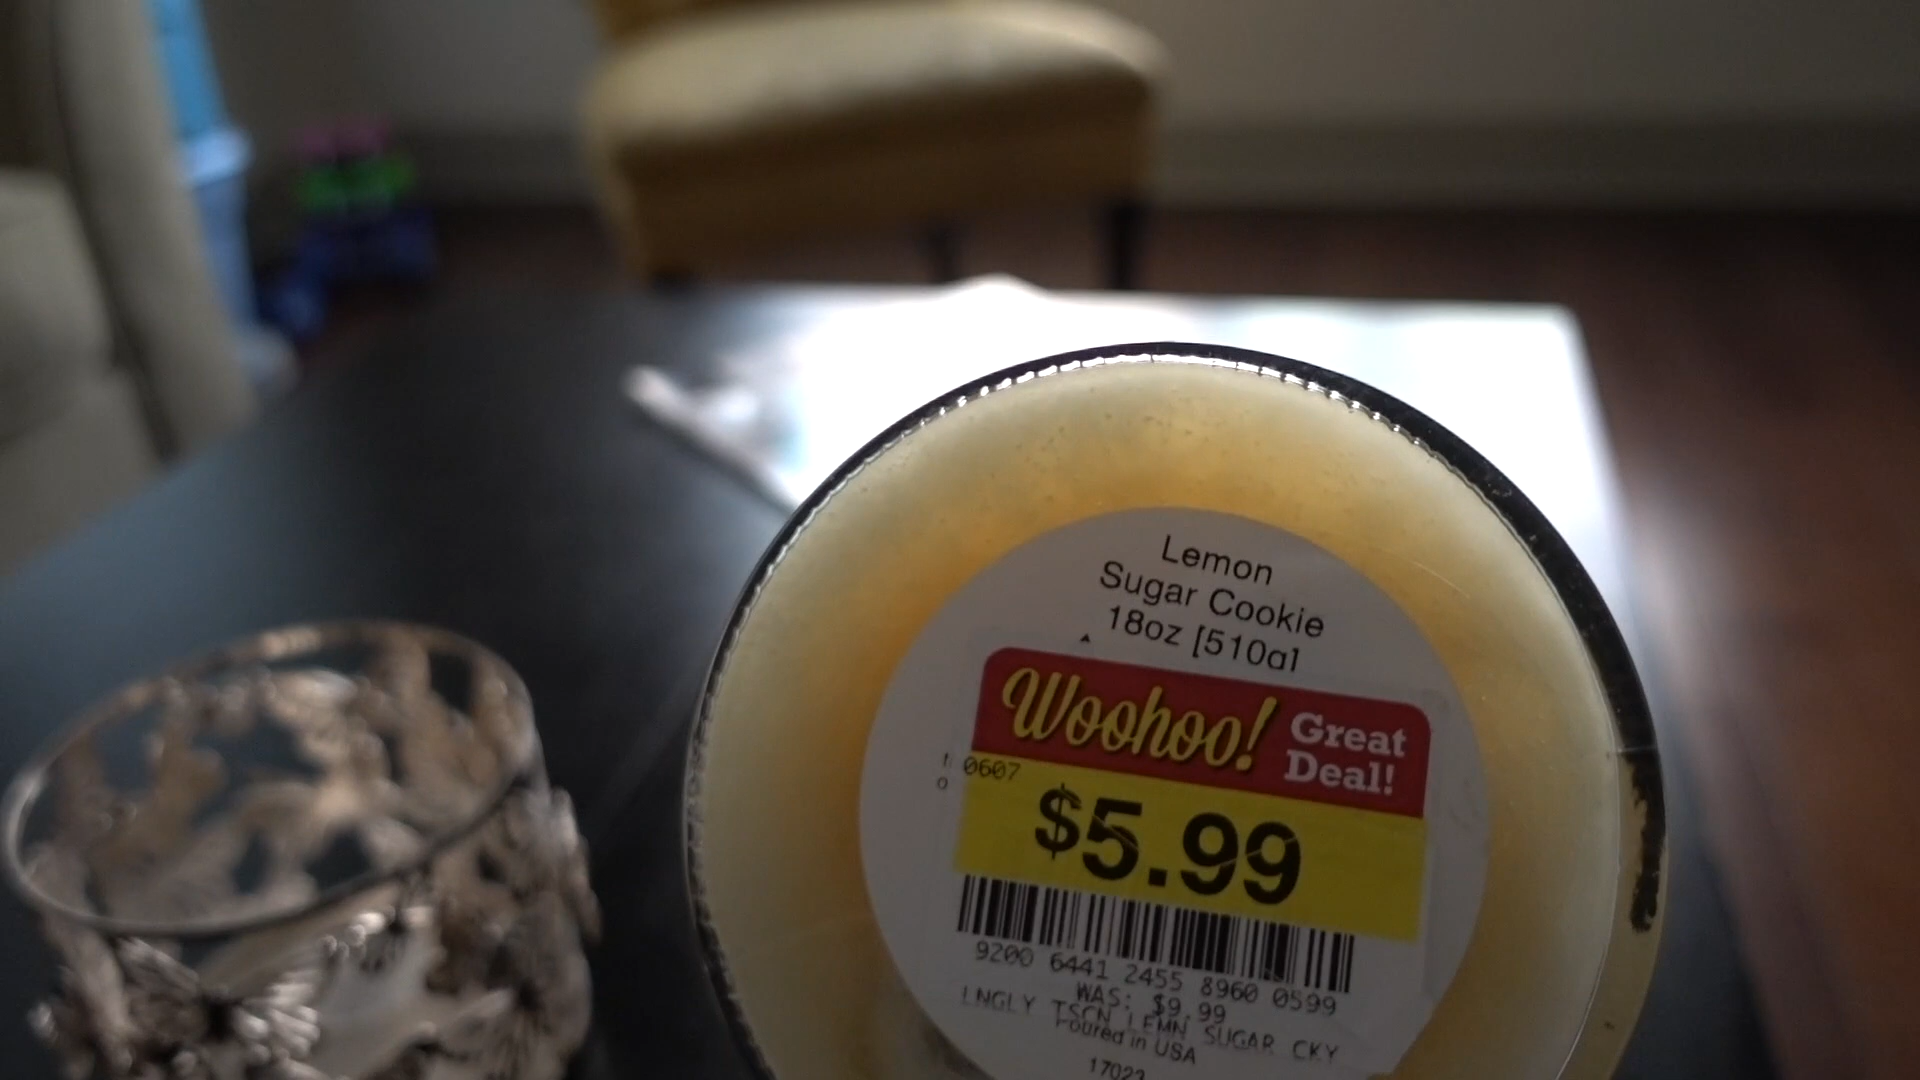 Lemon
Sugar Cookie
18oz [510g]
Woohoo! Great Deal!
0607
$5.99
9200 6441 2455 8960 0599
WAS: $9.99
LNGLY TSCN LEMN SUGAR CKY
Poured in USA
17023